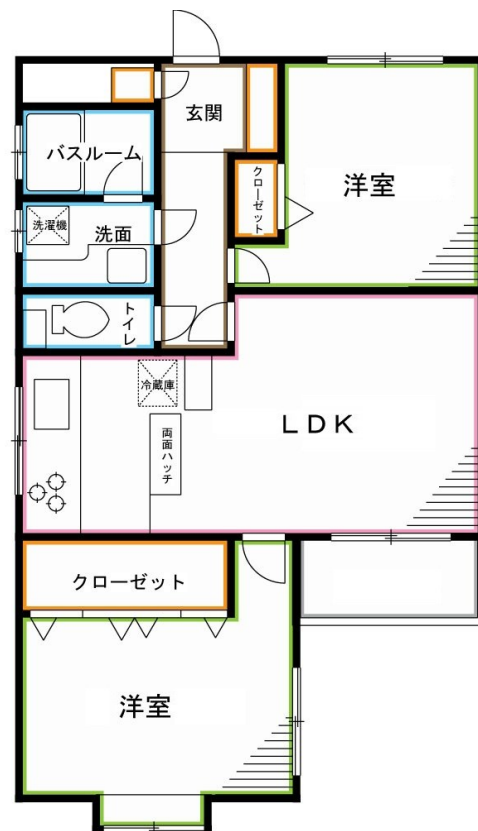 玄関
バスルーム
クローゼット
洋室
洗濯機
洗面
トイレ
冷蔵庫
両面ハッチ
LDK
クローゼット
洋室